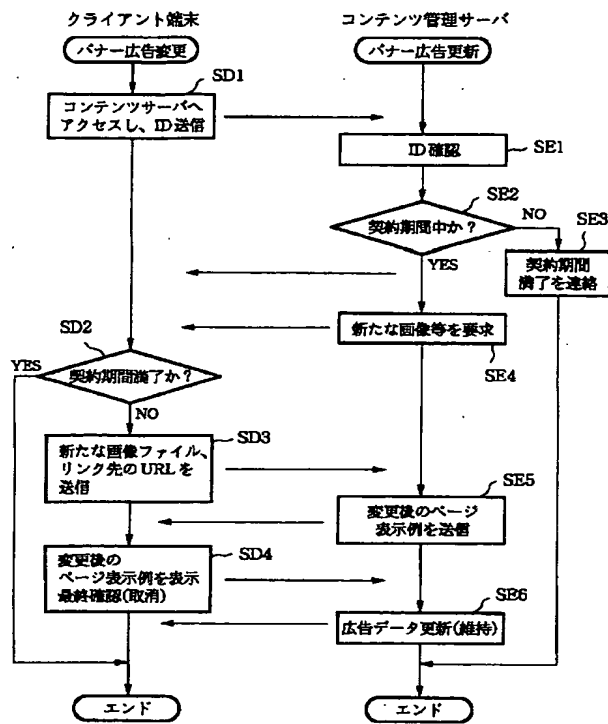 クライアント端末
コンテンツ管理サーバ
バナー広告変更
バナー広告更新
SD1
コンテンツサーバへ
アクセスし、ID送信
SE1
ID確認
SE2
契約期間中か？
NO
SE3
YES
契約期間
満了を連絡
新たな画像等を要求
SE4
SD2
YES
契約期間満了か？
NO
SD3
新たな画像ファイル、
リンク先のURLを
送信
SE5
変更後のページ
表示例を送信
SD4
変更後の
ページ表示例を表示
最終確認(取消)
SE6
広告データ更新(維持)
エンド
エンド